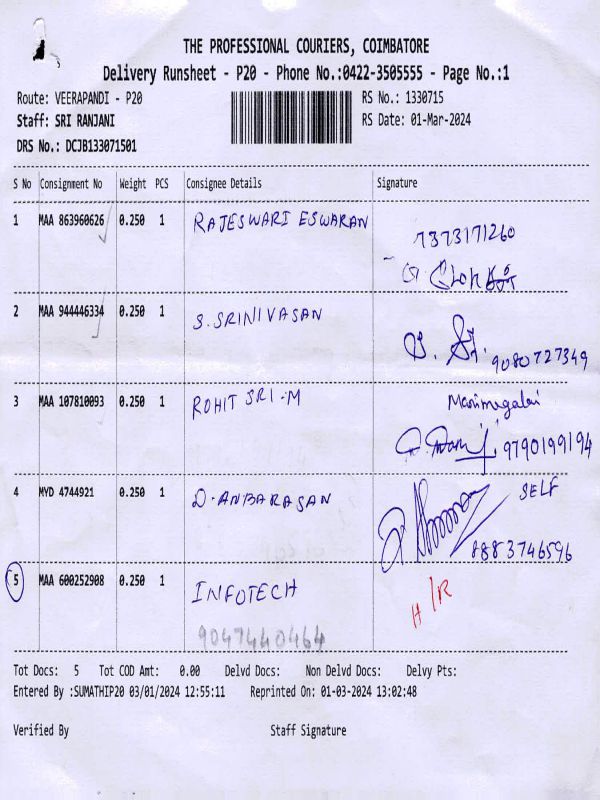 THE PROFESSIONAL COURIERS, COIMBATORE
Delivery Runsheet - P20 - Phone No.:0422-3505555 - Page No.:1
Route: VEERAPANDI - P20 RS No.: 1330715
Staff: SRI RANJANI RS Date: 01-Mar-2024
DRS No.: DCJB133071501
S No Consignment No Weight PCS Consignee Details Signature
1 MAA 863960626 0.250 1 RAJESWARI ESWARAN 7373171260
2 MAA 944446334 0.250 1 S. SRINIVASAN
9080727349
3 MAA 107810093 0.250 1 ROHIT SRI-M Manimegalai
9790199194
4 MYD 4744921 0.250 1 D. ANBARASAN SELF
8883746596
5 MAA 600252908 0.250 1 INFOTECH H/R
9047440464
Tot Docs: 5 Tot COD Amt: 0.00 Delvd Docs: Non Delvd Docs: Delvy Pts:
Entered By :SUMATHIP20 03/01/2024 12:55:11 Reprinted On: 01-03-2024 13:02:48
Verified By Staff Signature